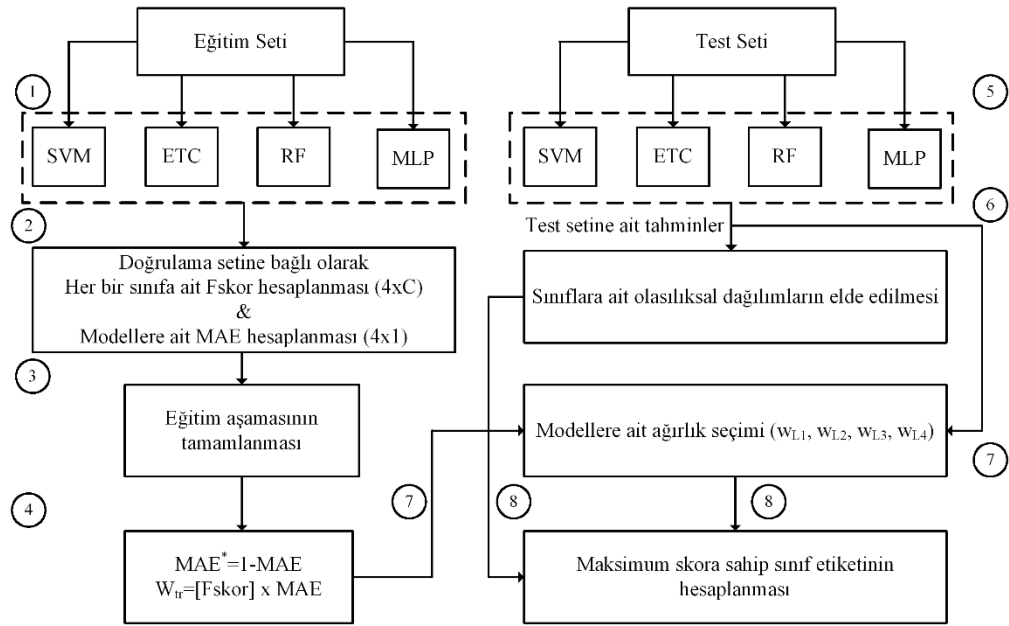 Eğitim Seti
1
SVM
ETC
RF
MLP
2
Doğrulama setine bağlı olarak
Her bir sınıfa ait Fskor hesaplanması (4xC)
&
Modellere ait MAE hesaplanması (4x1)
3
Eğitim aşamasının
tamamlanması
4
MAE*=1-MAE
Wtr=[Fskor] x MAE
7
Test Seti
5
SVM
ETC
RF
MLP
6
Test setine ait tahminler
Sınıflara ait olasılıksal dağılımların elde edilmesi
Modellere ait ağırlık seçimi (wL1, wL2, wL3, wL4)
7
8
8
Maksimum skora sahip sınıf etiketinin
hesaplanması